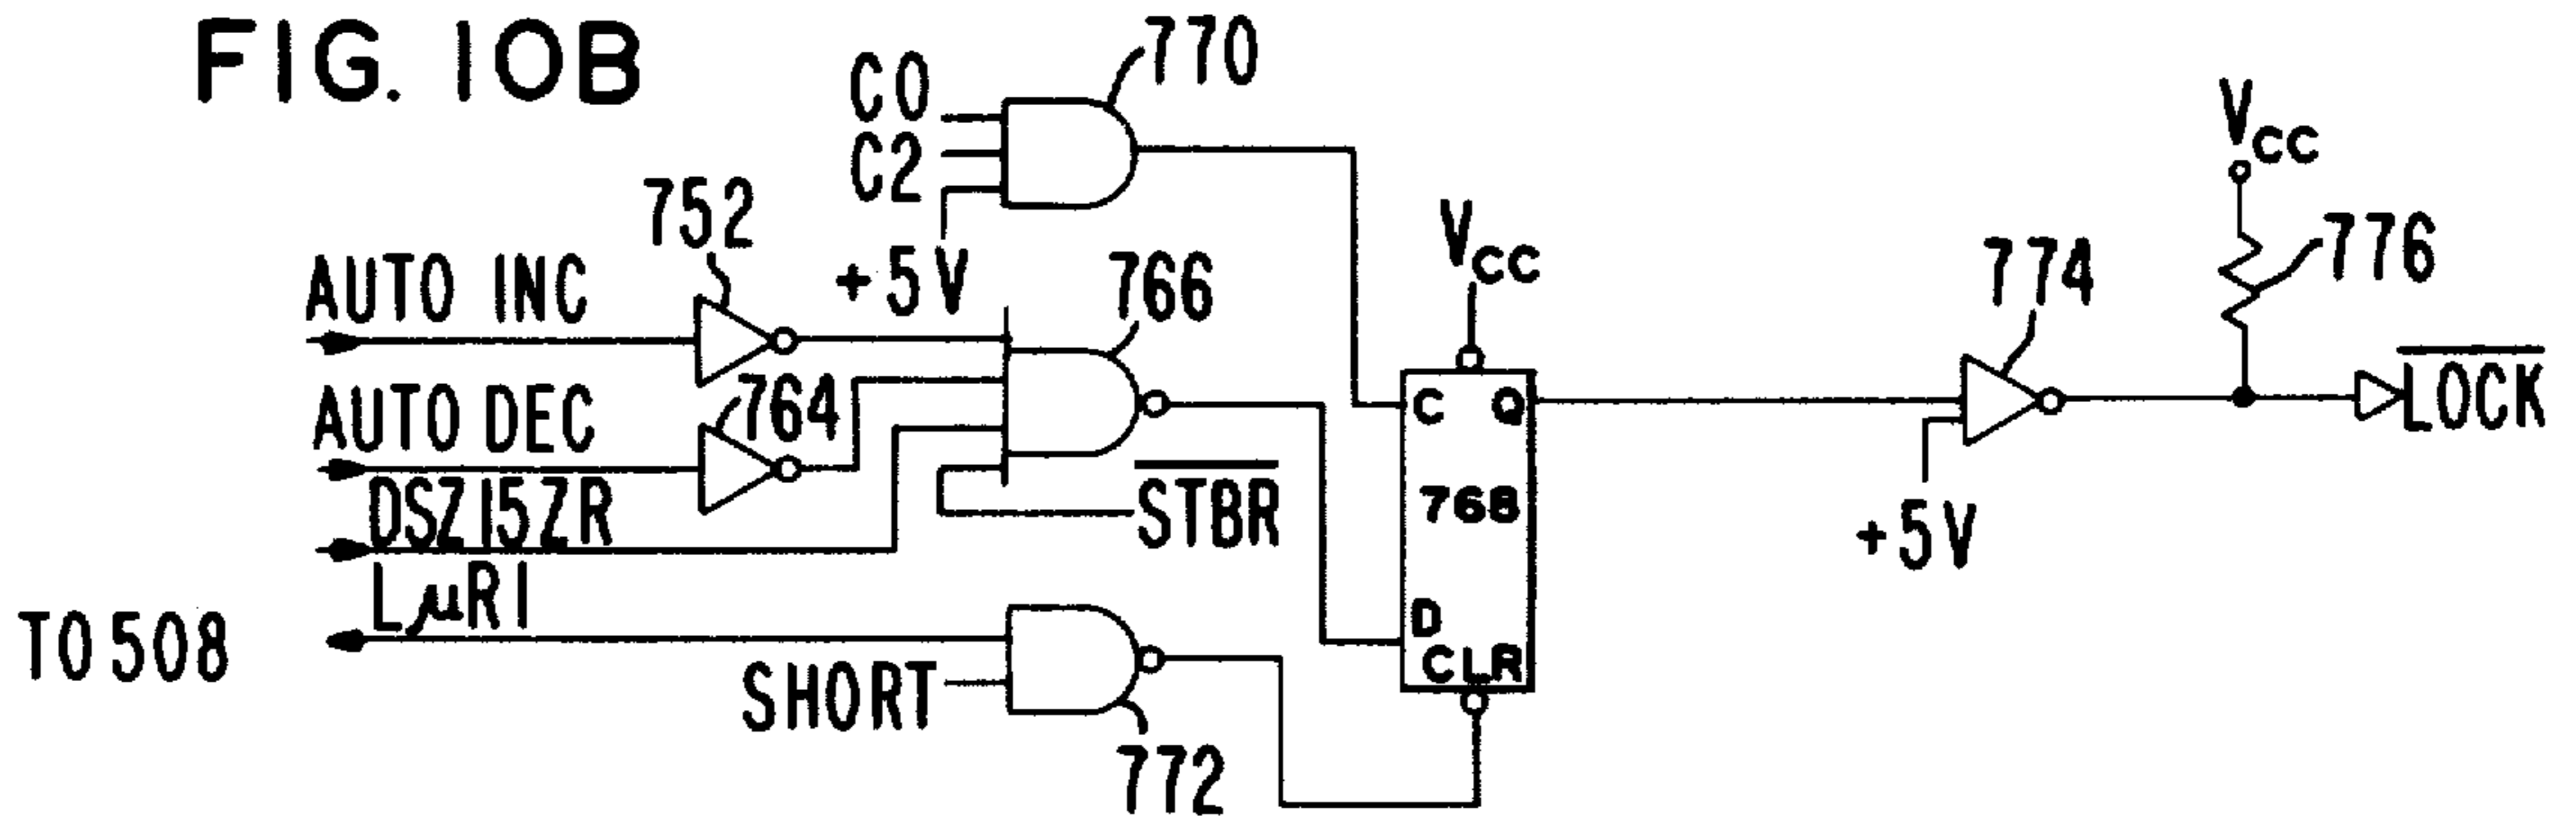 FIG. 10B
770
C0
C2
+5V
752
AUTO INC
766
AUTO DEC
764
DSZ15ZR
STBR
LμR1
TO 508
SHORT
772
VCC
C Q
768
D
CLR
774
+5V
VCC
776
LOCK